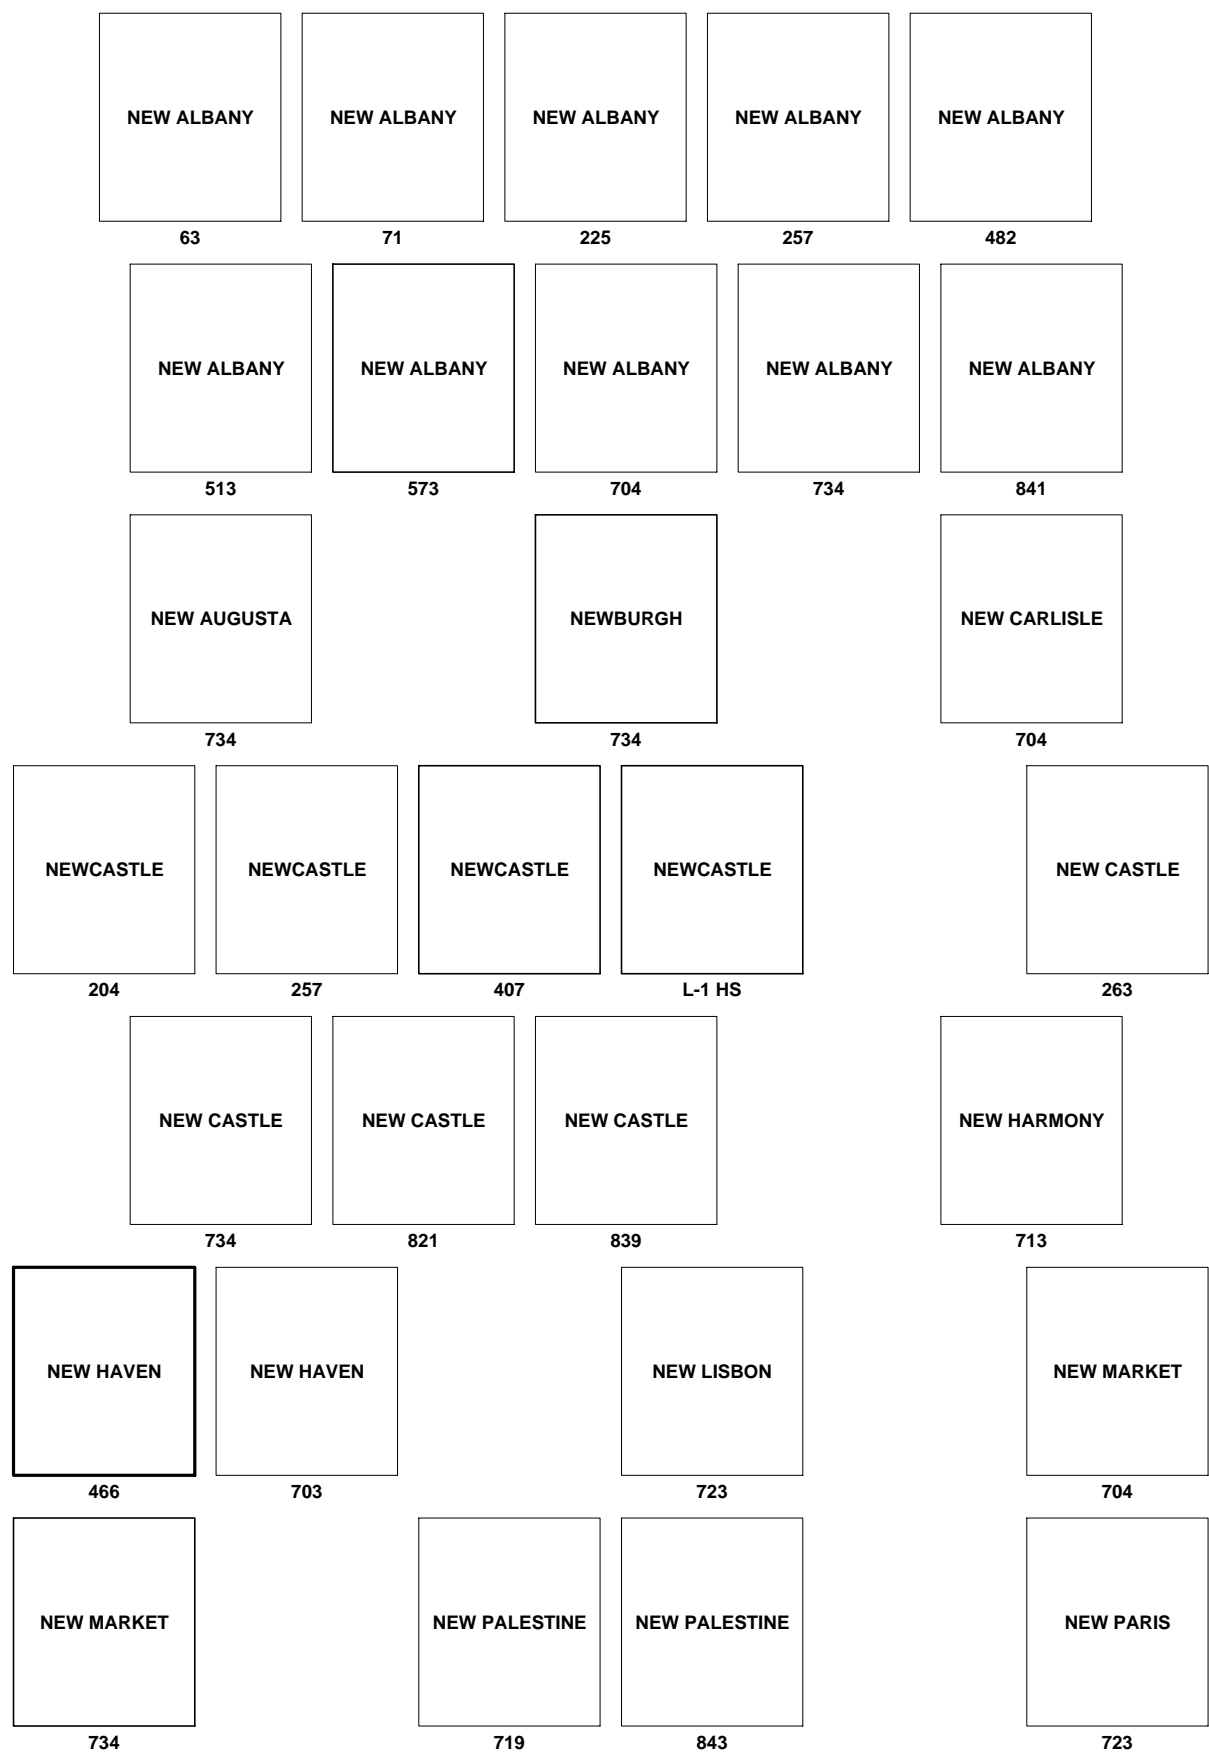 NEW ALBANY NEW ALBANY NEW ALBANY NEW ALBANY NEW ALBANY
63 71 225 257 482
NEW ALBANY NEW ALBANY NEW ALBANY NEW ALBANY NEW ALBANY
513 573 704 734 841
NEW AUGUSTA NEWBURGH NEW CARLISLE
734 734 704
NEWCASTLE NEWCASTLE NEWCASTLE NEWCASTLE NEW CASTLE
204 257 407 L-1 HS 263
NEW CASTLE NEW CASTLE NEW CASTLE NEW HARMONY
734 821 839 713
NEW HAVEN NEW HAVEN NEW LISBON NEW MARKET
466 703 723 704
NEW MARKET NEW PALESTINE NEW PALESTINE NEW PARIS
734 719 843 723